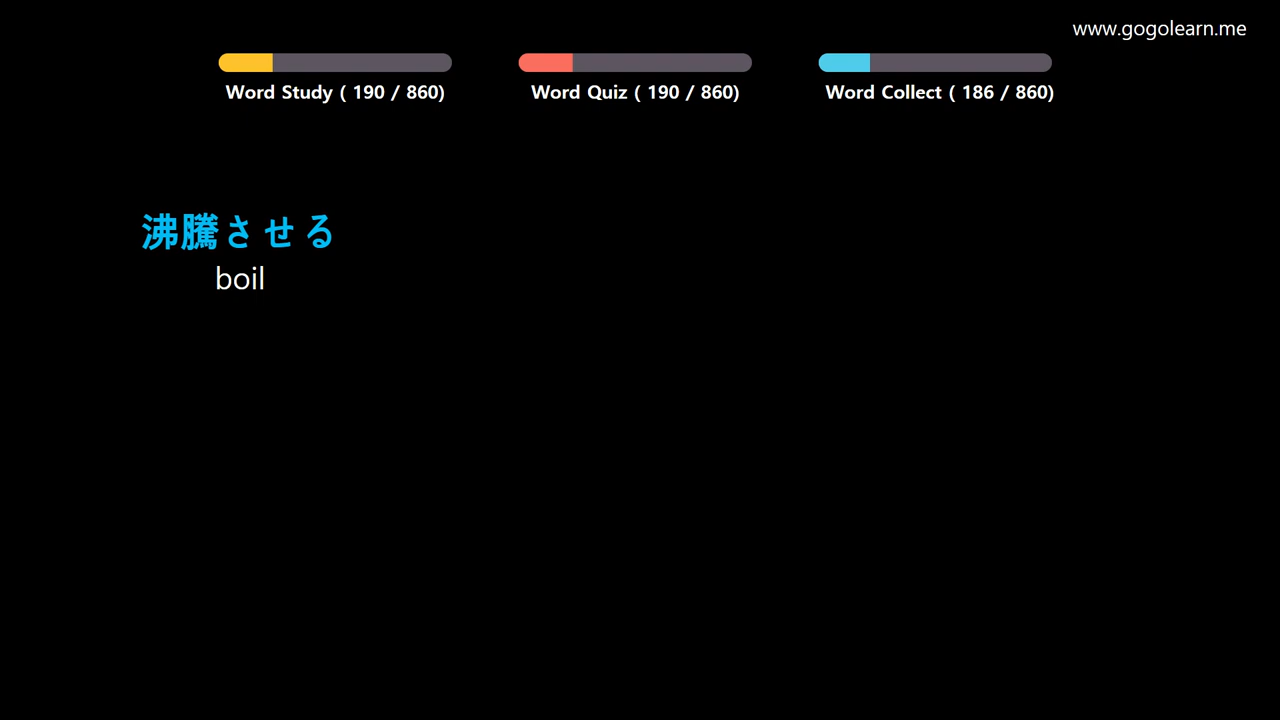 www.gogolearn.me
Word Study ( 190 / 860)
Word Quiz ( 190 / 860)
Word Collect ( 186 / 860)
沸騰させる
boil